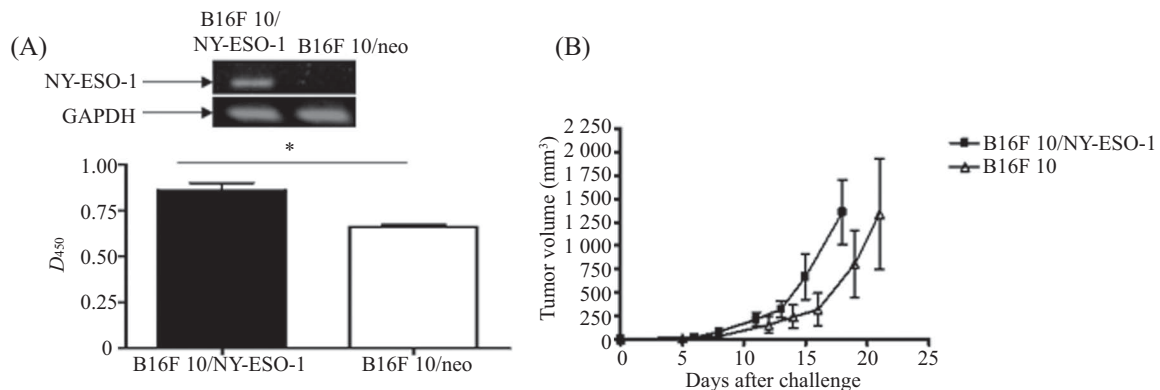 (A)
B16F 10/
NY-ESO-1
B16F 10/neo
NY-ESO-1
GAPDH
*
1.00
0.75
0.50
0.25
D450
B16F 10/NY-ESO-1
B16F 10/neo
(B)
2 250
2 000
1 750
1 500
1 250
1 000
750
500
250
0
Tumor volume (mm³)
0 5 10 15 20 25
Days after challenge
B16F 10/NY-ESO-1
B16F 10